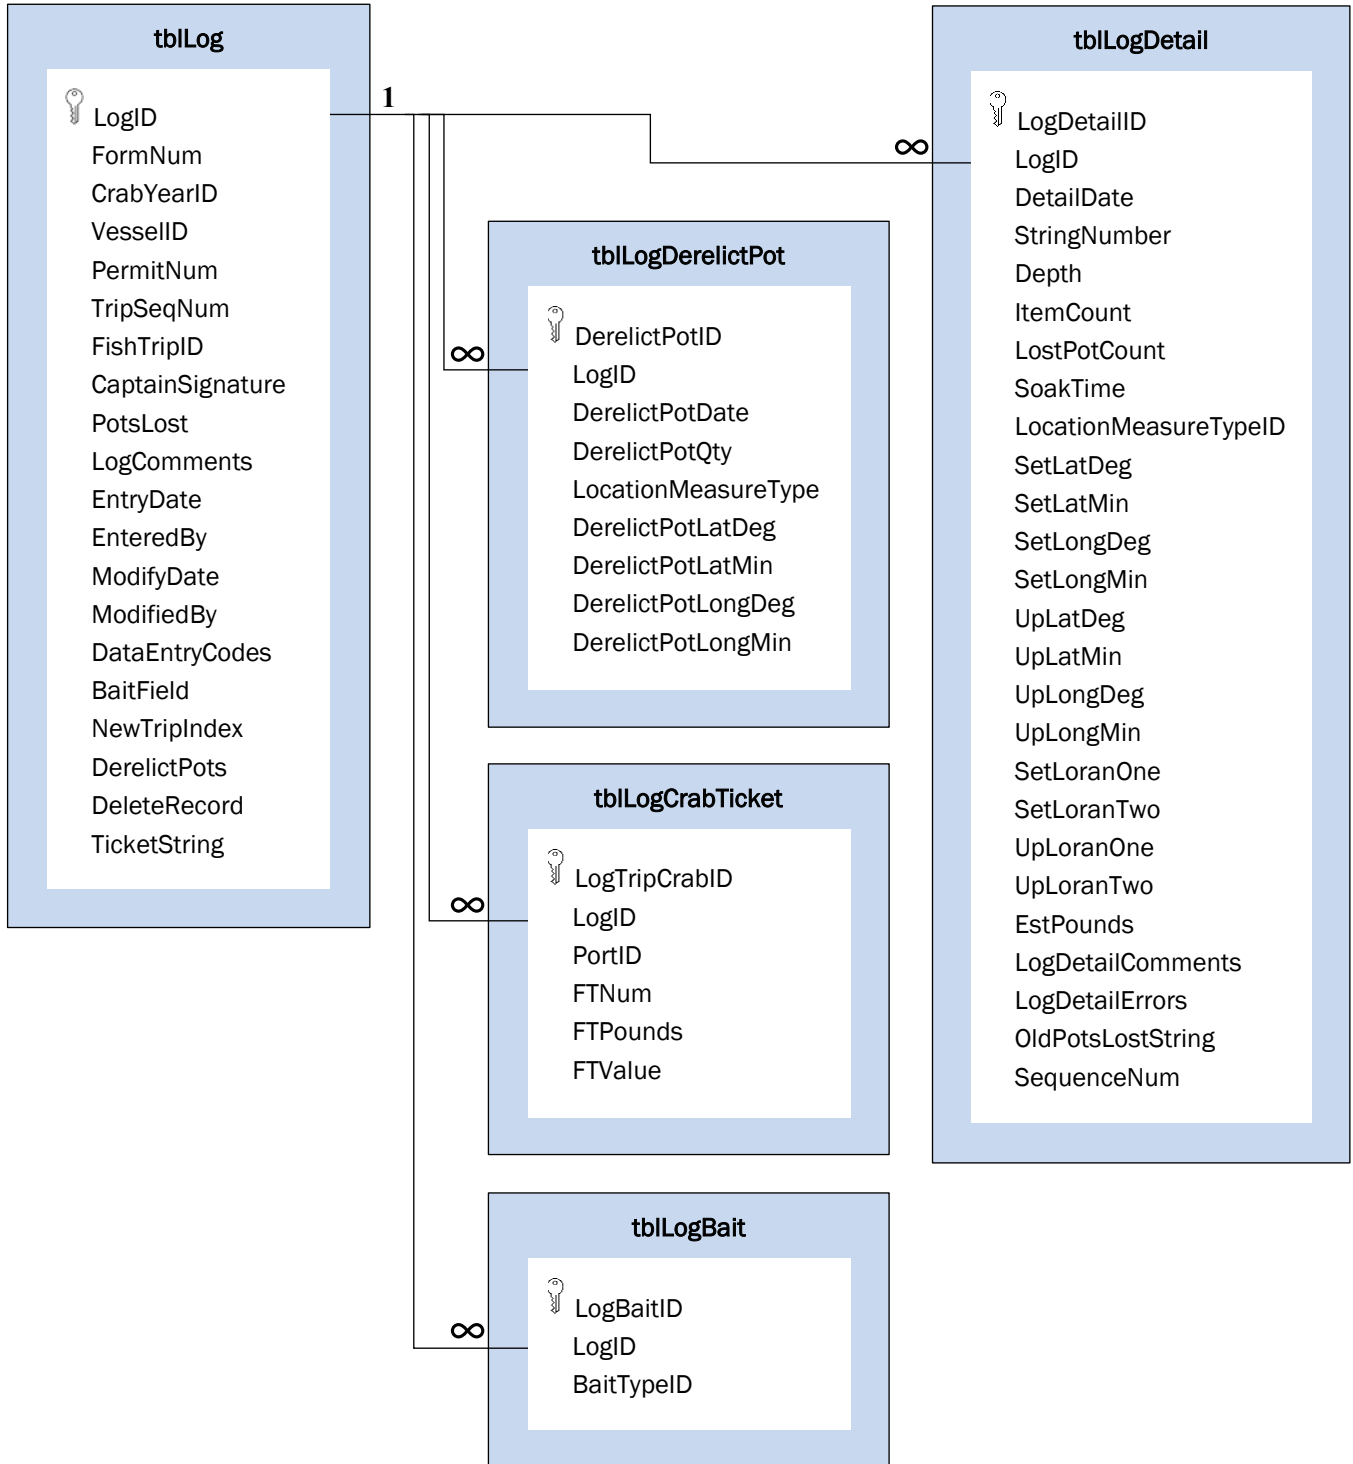 tblLog
LogID
FormNum
CrabYearID
VesselID
PermitNum
TripSeqNum
FishTripID
CaptainSignature
PotsLost
LogComments
EntryDate
EnteredBy
ModifyDate
ModifiedBy
DataEntryCodes
BaitField
NewTripIndex
DerelictPots
DeleteRecord
TicketString
1
∞
tblLogDerelictPot
∞
DerelictPotID
LogID
DerelictPotDate
DerelictPotQty
LocationMeasureType
DerelictPotLatDeg
DerelictPotLatMin
DerelictPotLongDeg
DerelictPotLongMin
tblLogCrabTicket
∞
LogTripCrabID
LogID
PortID
FTNum
FTPounds
FTValue
tblLogBait
∞
LogBaitID
LogID
BaitTypeID
tblLogDetail
LogDetailID
LogID
DetailDate
StringNumber
Depth
ItemCount
LostPotCount
SoakTime
LocationMeasureTypeID
SetLatDeg
SetLatMin
SetLongDeg
SetLongMin
UpLatDeg
UpLatMin
UpLongDeg
UpLongMin
SetLoranOne
SetLoranTwo
UpLoranOne
UpLoranTwo
EstPounds
LogDetailComments
LogDetailErrors
OldPotsLostString
SequenceNum